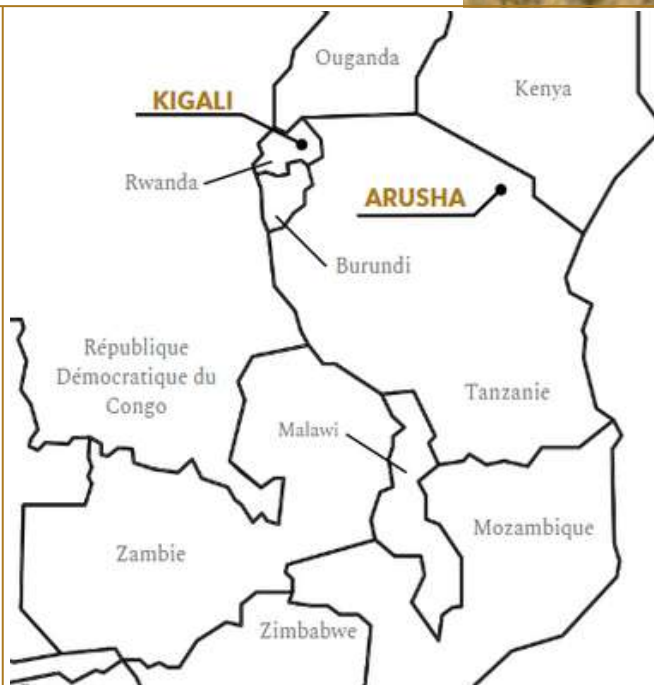 Ouganda
Kenya
KIGALI
Rwanda
ARUSHA
Burundi
République
Démocratique du
Congo
Tanzanie
Malawi
Mozambique
Zambie
Zimbabwe